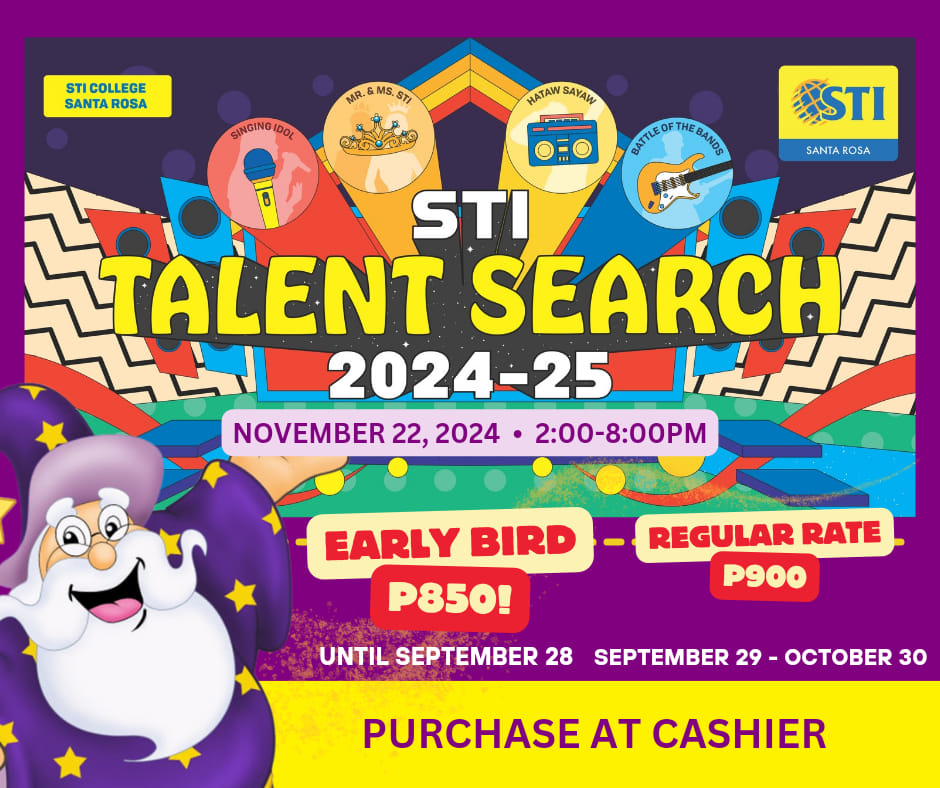 STI COLLEGE
SANTA ROSA
SINGING IDOL
MR. & MS. STI
HATAW SAYAW
BATTLE OF THE BANDS
STI
SANTA ROSA
STI
TALENT SEARCH
2024-25
NOVEMBER 22, 2024 • 2:00-8:00PM
EARLY BIRD
P850!
UNTIL SEPTEMBER 28
REGULAR RATE
P900
SEPTEMBER 29 - OCTOBER 30
PURCHASE AT CASHIER